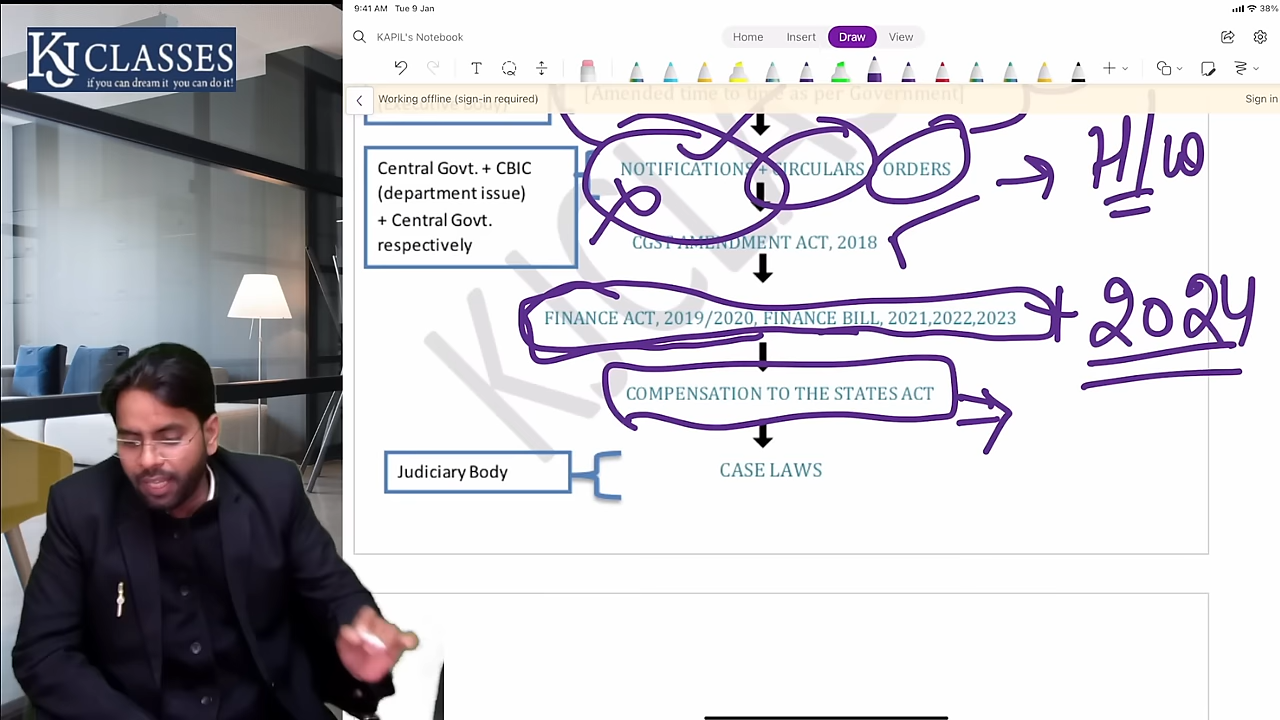 KJ CLASSES
if you can dream it you can do it!
9:41 AM Tue 9 Jan
38%
KAPIL's Notebook
Home Insert Draw View
Working offline (sign-in required)
Sign in
[Amended time to time as per Government]
(Executive Body)
Central Govt. + CBIC
(department issue)
+ Central Govt.
respectively
NOTIFICATIONS + CIRCULARS ORDERS
H/W
CGST AMENDMENT ACT, 2018
FINANCE ACT, 2019/2020, FINANCE BILL, 2021,2022,2023
+ 2024
COMPENSATION TO THE STATES ACT
Judiciary Body
CASE LAWS